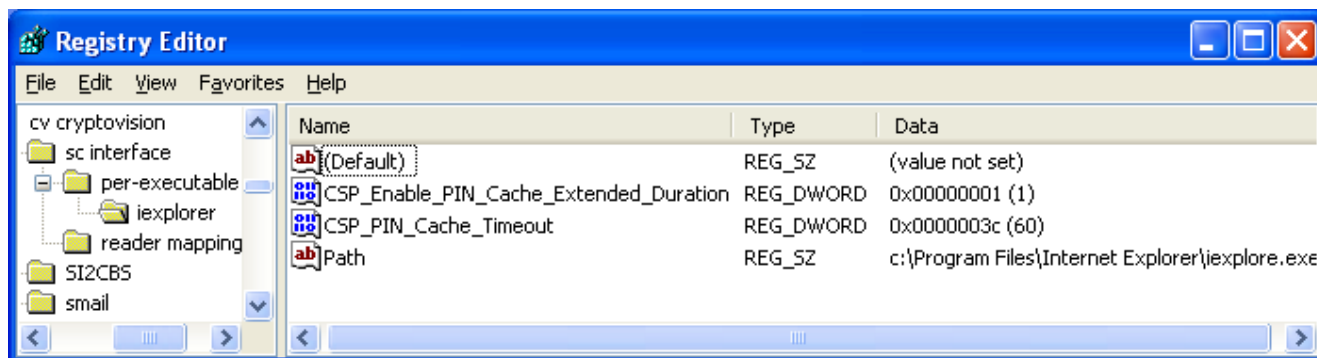 Registry Editor
File Edit View Favorites Help
cv cryptovision
sc interface
per-executable
iexplorer
reader mapping
SI2CBS
smail
Name Type Data
(Default) REG_SZ (value not set)
CSP_Enable_PIN_Cache_Extended_Duration REG_DWORD 0x00000001 (1)
CSP_PIN_Cache_Timeout REG_DWORD 0x0000003c (60)
Path REG_SZ c:\Program Files\Internet Explorer\iexplore.exe